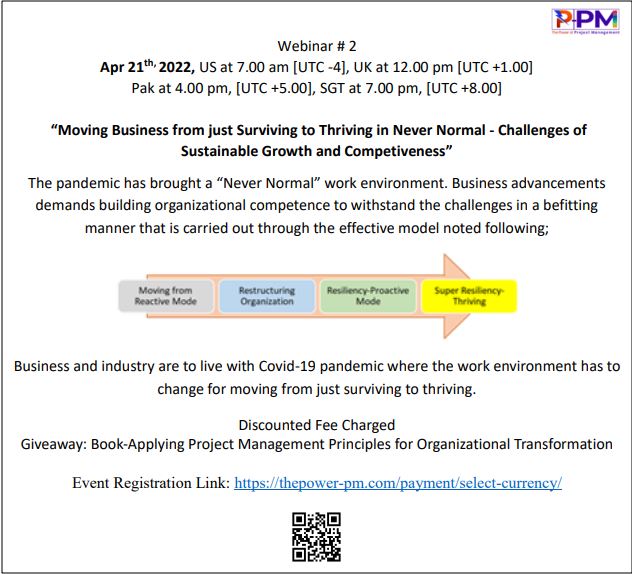 P-PM
The Power of Project Management
Webinar # 2
Apr 21th, 2022, US at 7.00 am [UTC -4], UK at 12.00 pm [UTC +1.00]
Pak at 4.00 pm, [UTC +5.00], SGT at 7.00 pm, [UTC +8.00]
“Moving Business from just Surviving to Thriving in Never Normal - Challenges of
Sustainable Growth and Competiveness”
The pandemic has brought a “Never Normal” work environment. Business advancements
demands building organizational competence to withstand the challenges in a befitting
manner that is carried out through the effective model noted following;
Moving from
Reactive Mode
Restructuring
Organization
Resiliency-Proactive
Mode
Super Resiliency-
Thriving
Business and industry are to live with Covid-19 pandemic where the work environment has to
change for moving from just surviving to thriving.
Discounted Fee Charged
Giveaway: Book-Applying Project Management Principles for Organizational Transformation
Event Registration Link: https://thepower-pm.com/payment/select-currency/